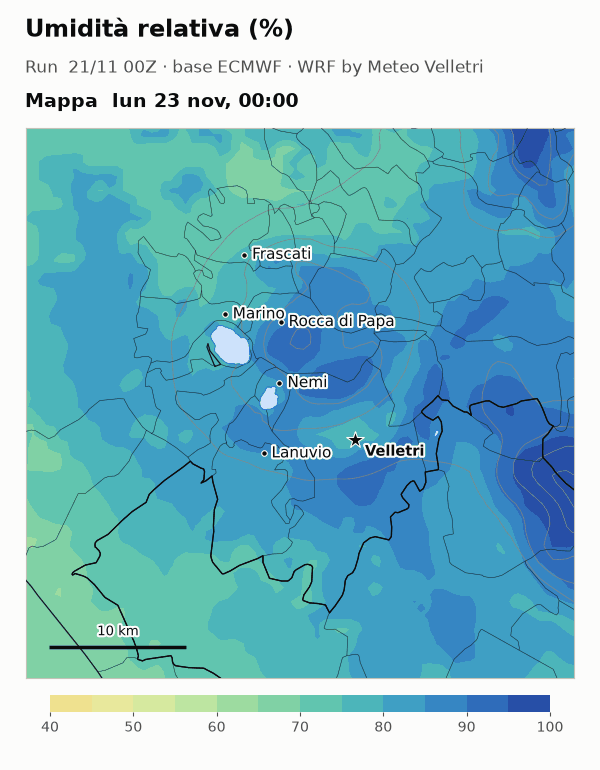 Umidità relativa (%)
Run  21/11 00Z · base ECMWF · WRF by Meteo Velletri
Mappa  lun 23 nov, 00:00
Frascati
Marino
Rocca di Papa
Nemi
Velletri
Lanuvio
10 km
40 50 60 70 80 90 100